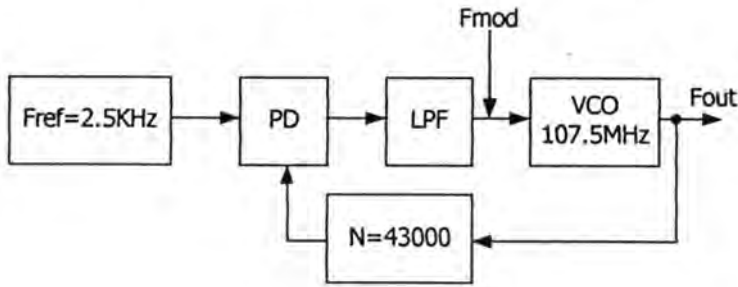 Fmod
Fref=2.5KHz
PD
LPF
VCO
107.5MHz
Fout
N=43000